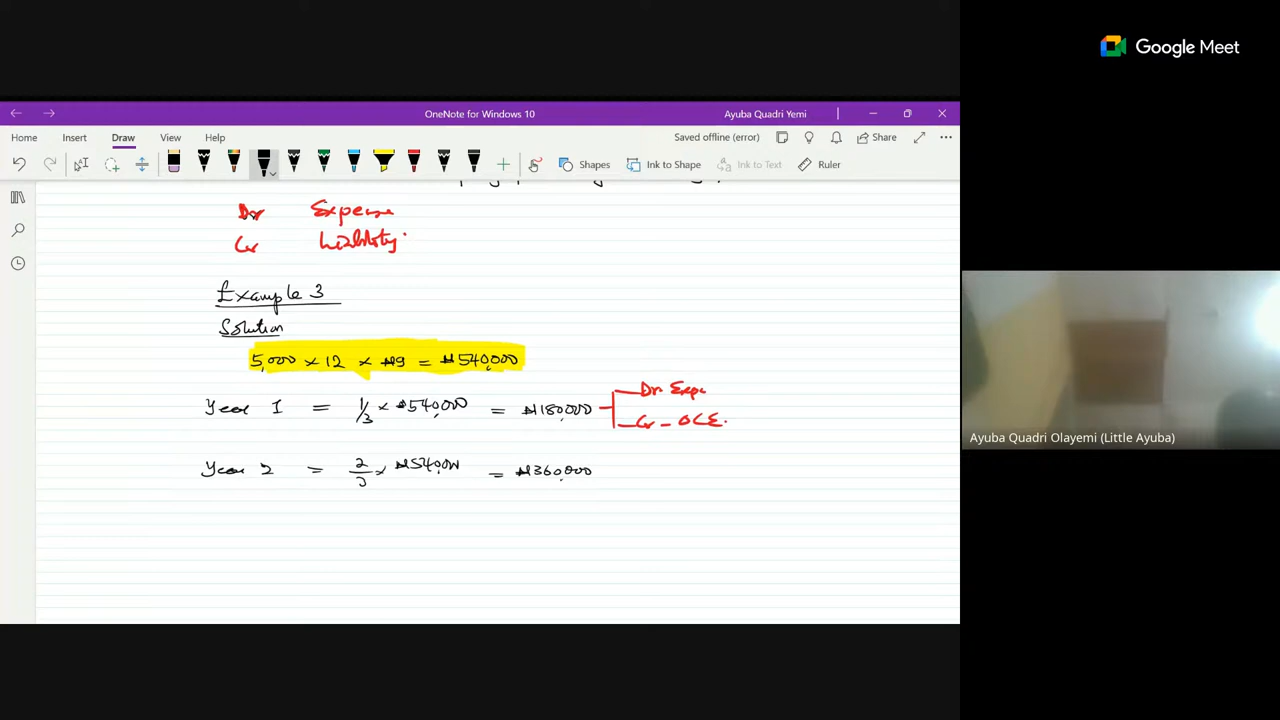 Google Meet
OneNote for Windows 10
Ayuba Quadri Yemi
Home Insert Draw View Help
Saved offline (error)
Share
Shapes
Ink to Shape
Ink to Text
Ruler
Dr Expense
Cr Liability
Example 3
Solution
5,000 × 12 × ₦9 = ₦540,000
Year 1 = 1/3 × ₦540,000 = ₦180,000
Dr Expe
Cr - OCE.
Year 2 = 2/3 × ₦540,000 = ₦360,000
Ayuba Quadri Olayemi (Little Ayuba)